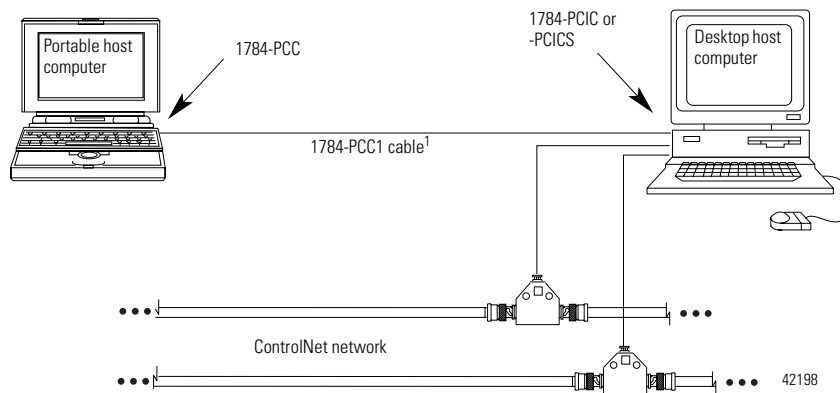 Portable host
computer
1784-PCC
1784-PCIC or
-PCICS
Desktop host
computer
1784-PCC1 cable¹
ControlNet network
42198